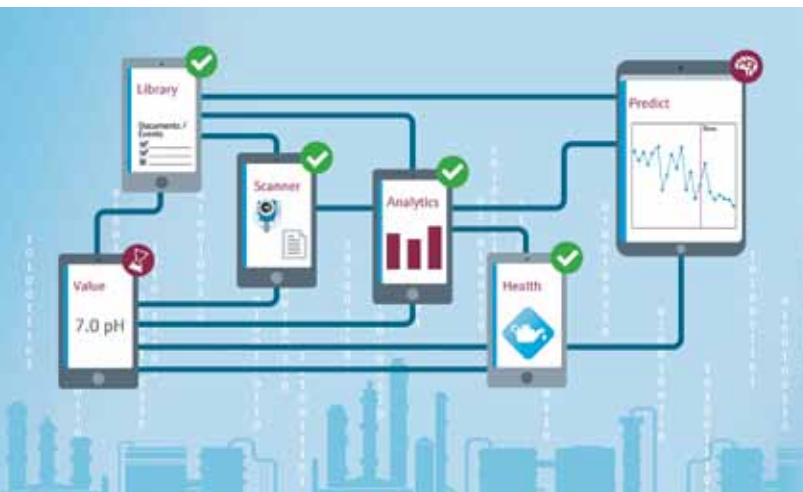 Library
Documents /
Events
Scanner
Analytics
Predict
Value
7.0 pH
Health